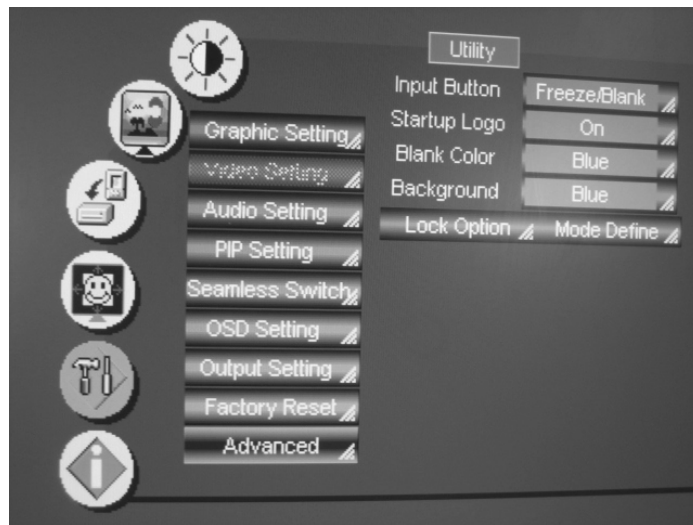 Utility
Input Button Freeze/Blank
Startup Logo On
Blank Color Blue
Background Blue
Lock Option Mode Define
Graphic Setting
Video Setting
Audio Setting
PIP Setting
Seamless Switch
OSD Setting
Output Setting
Factory Reset
Advanced